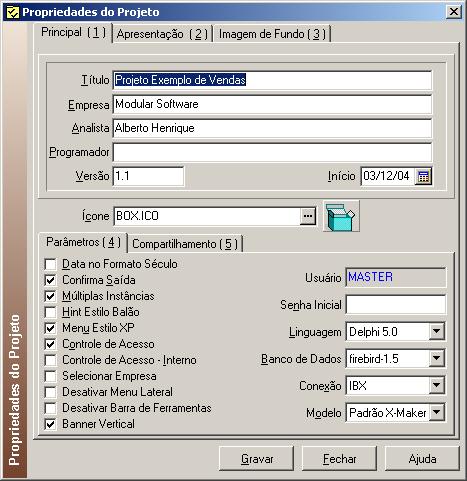 Propriedades do Projeto
Principal ( 1 ) Apresentação ( 2 ) Imagem de Fundo ( 3 )
Título Projeto Exemplo de Vendas
Empresa Modular Software
Analista Alberto Henrique
Programador
Versão 1.1 Início 03/12/04
Ícone BOX.ICO ...
Parâmetros ( 4 ) Compartilhamento ( 5 )
Data no Formato Século
Confirma Saída
Múltiplas Instâncias
Hint Estilo Balão
Menu Estilo XP
Controle de Acesso
Controle de Acesso - Interno
Selecionar Empresa
Desativar Menu Lateral
Desativar Barra de Ferramentas
Banner Vertical
Usuário MASTER
Senha Inicial
Linguagem Delphi 5.0
Banco de Dados firebird-1.5
Conexão IBX
Modelo Padrão X-Maker
Propriedades do Projeto
Gravar Fechar Ajuda